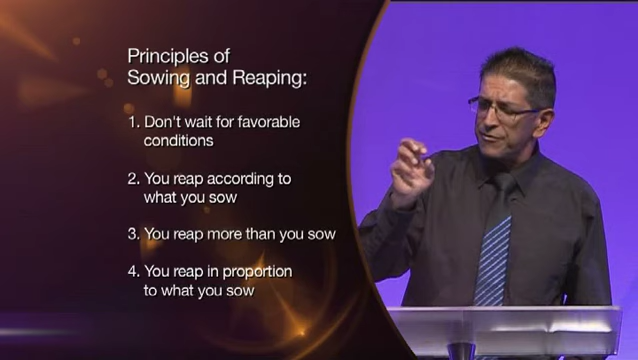 Principles of
Sowing and Reaping:
1. Don't wait for favorable
conditions
2. You reap according to
what you sow
3. You reap more than you sow
4. You reap in proportion
to what you sow